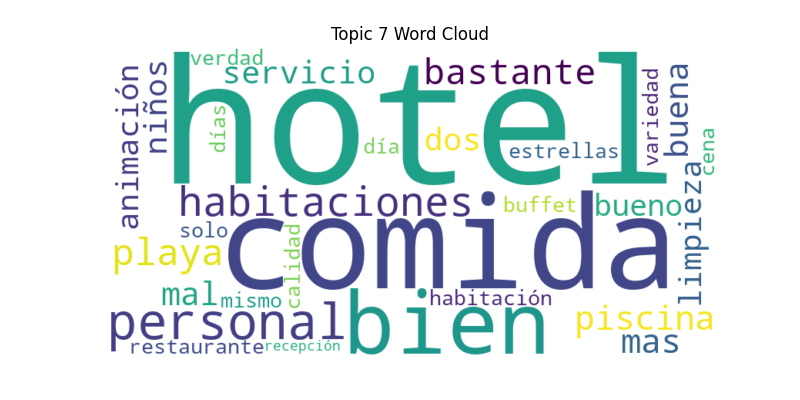 Topic 7 Word Cloud
verdad
servicio
bastante
hotel
animación
niños
días
día
dos
estrellas
variedad
buena
cena
habitaciones
buffet
bueno
limpieza
solo
comida
playa
calidad
mal
mismo
habitación
personal
bien
piscina
mas
restaurante
recepción